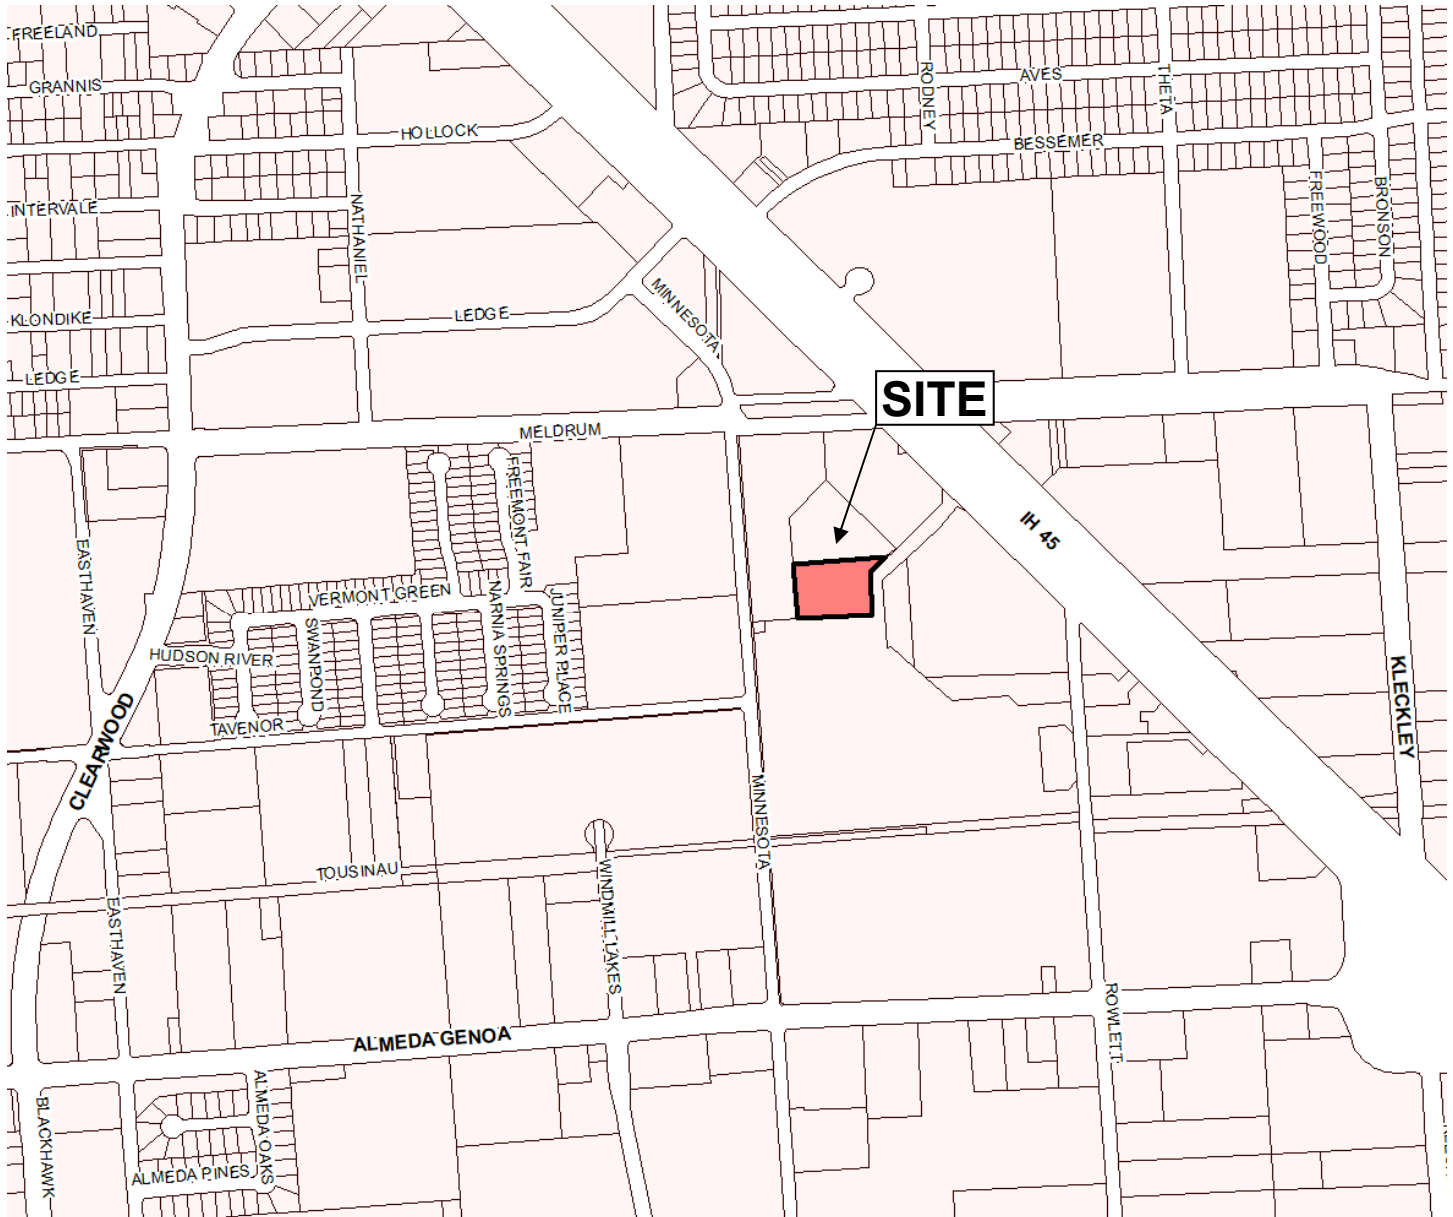 FREELAND
GRANNIS
HOLLOCK
RODNEY
AVES
THETA
BESSEMER
INTERVALE
NATHANIEL
FREEWOOD
BRONSON
KLONDIKE
LEDGE
MINNESOTA
LEDGE
SITE
MELDRUM
FREEMONT FAIR
IH 45
EASTHAVEN
VERMONT GREEN
NARNIA SPRINGS
JUNIPER PLACE
SWANPOND
HUDSON RIVER
KLECKLEY
TAVENOR
CLEARWOOD
MINNESOTA
TOUSINAU
WINDMILL LAKES
EASTHAVEN
ROWLETT
ALMEDA GENOA
ALMEDA OAKS
BLACKHAWK
ALMEDA PINES